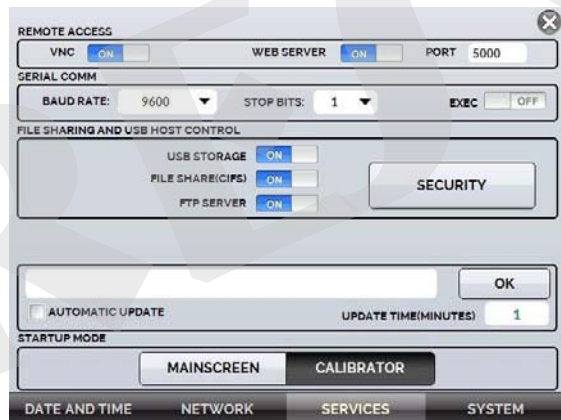 REMOTE ACCESS
VNC ON WEB SERVER ON PORT 5000
SERIAL COMM
BAUD RATE: 9600 STOP BITS: 1 EXEC OFF
FILE SHARING AND USB HOST CONTROL
USB STORAGE ON
FILE SHARE(CIFS) ON
SECURITY
FTP SERVER ON
OK
AUTOMATIC UPDATE UPDATE TIME(MINUTES) 1
STARTUP MODE
MAINSCREEN CALIBRATOR
DATE AND TIME NETWORK SERVICES SYSTEM